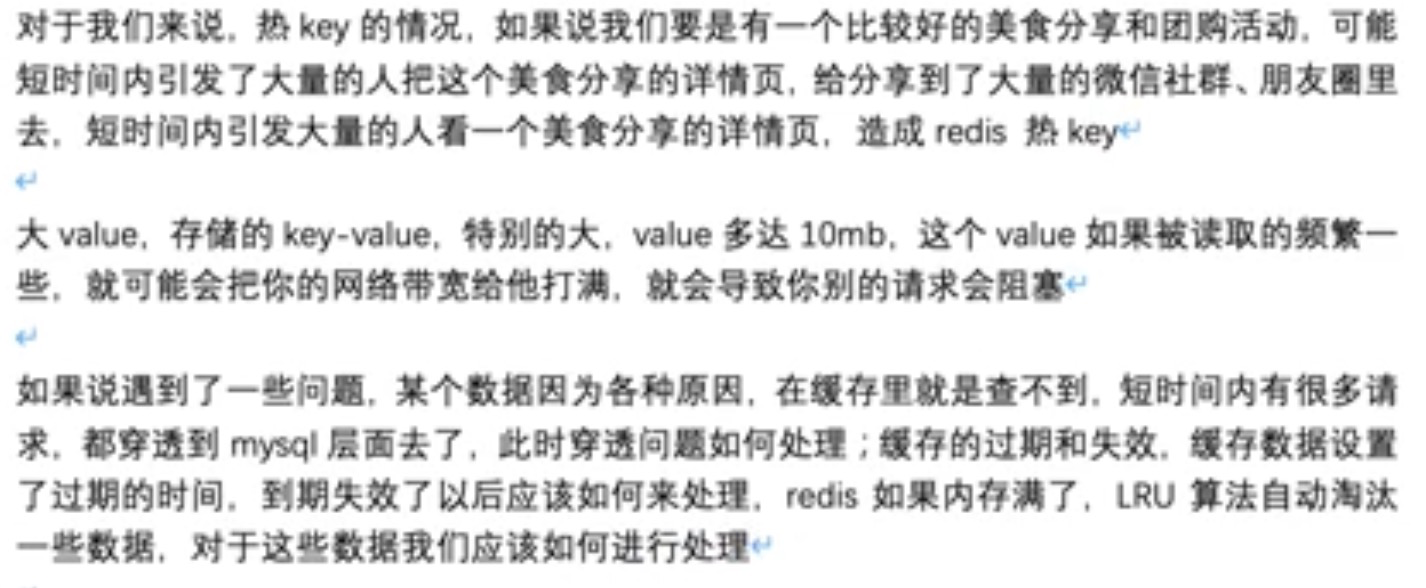 对于我们来说，热 key 的情况，如果说我们要是有一个比较好的美食分享和团购活动，可能
短时间内引发了大量的人把这个美食分享的详情页，给分享到了大量的微信社群、朋友圈里
去，短时间内引发大量的人看一个美食分享的详情页，造成 redis 热 key↵
↵
大 value，存储的 key-value，特别的大，value 多达 10mb，这个 value 如果被读取的频繁一
些，就可能会把你的网络带宽给他打满，就会导致你别的请求会阻塞↵
↵
如果说遇到了一些问题，某个数据因为各种原因，在缓存里就是查不到，短时间内有很多请
求，都穿透到 mysql 层面去了，此时穿透问题如何处理；缓存的过期和失效，缓存数据设置
了过期的时间，到期失效了以后应该如何来处理，redis 如果内存满了，LRU 算法自动淘汰
一些数据，对于这些数据我们应该如何进行处理↵